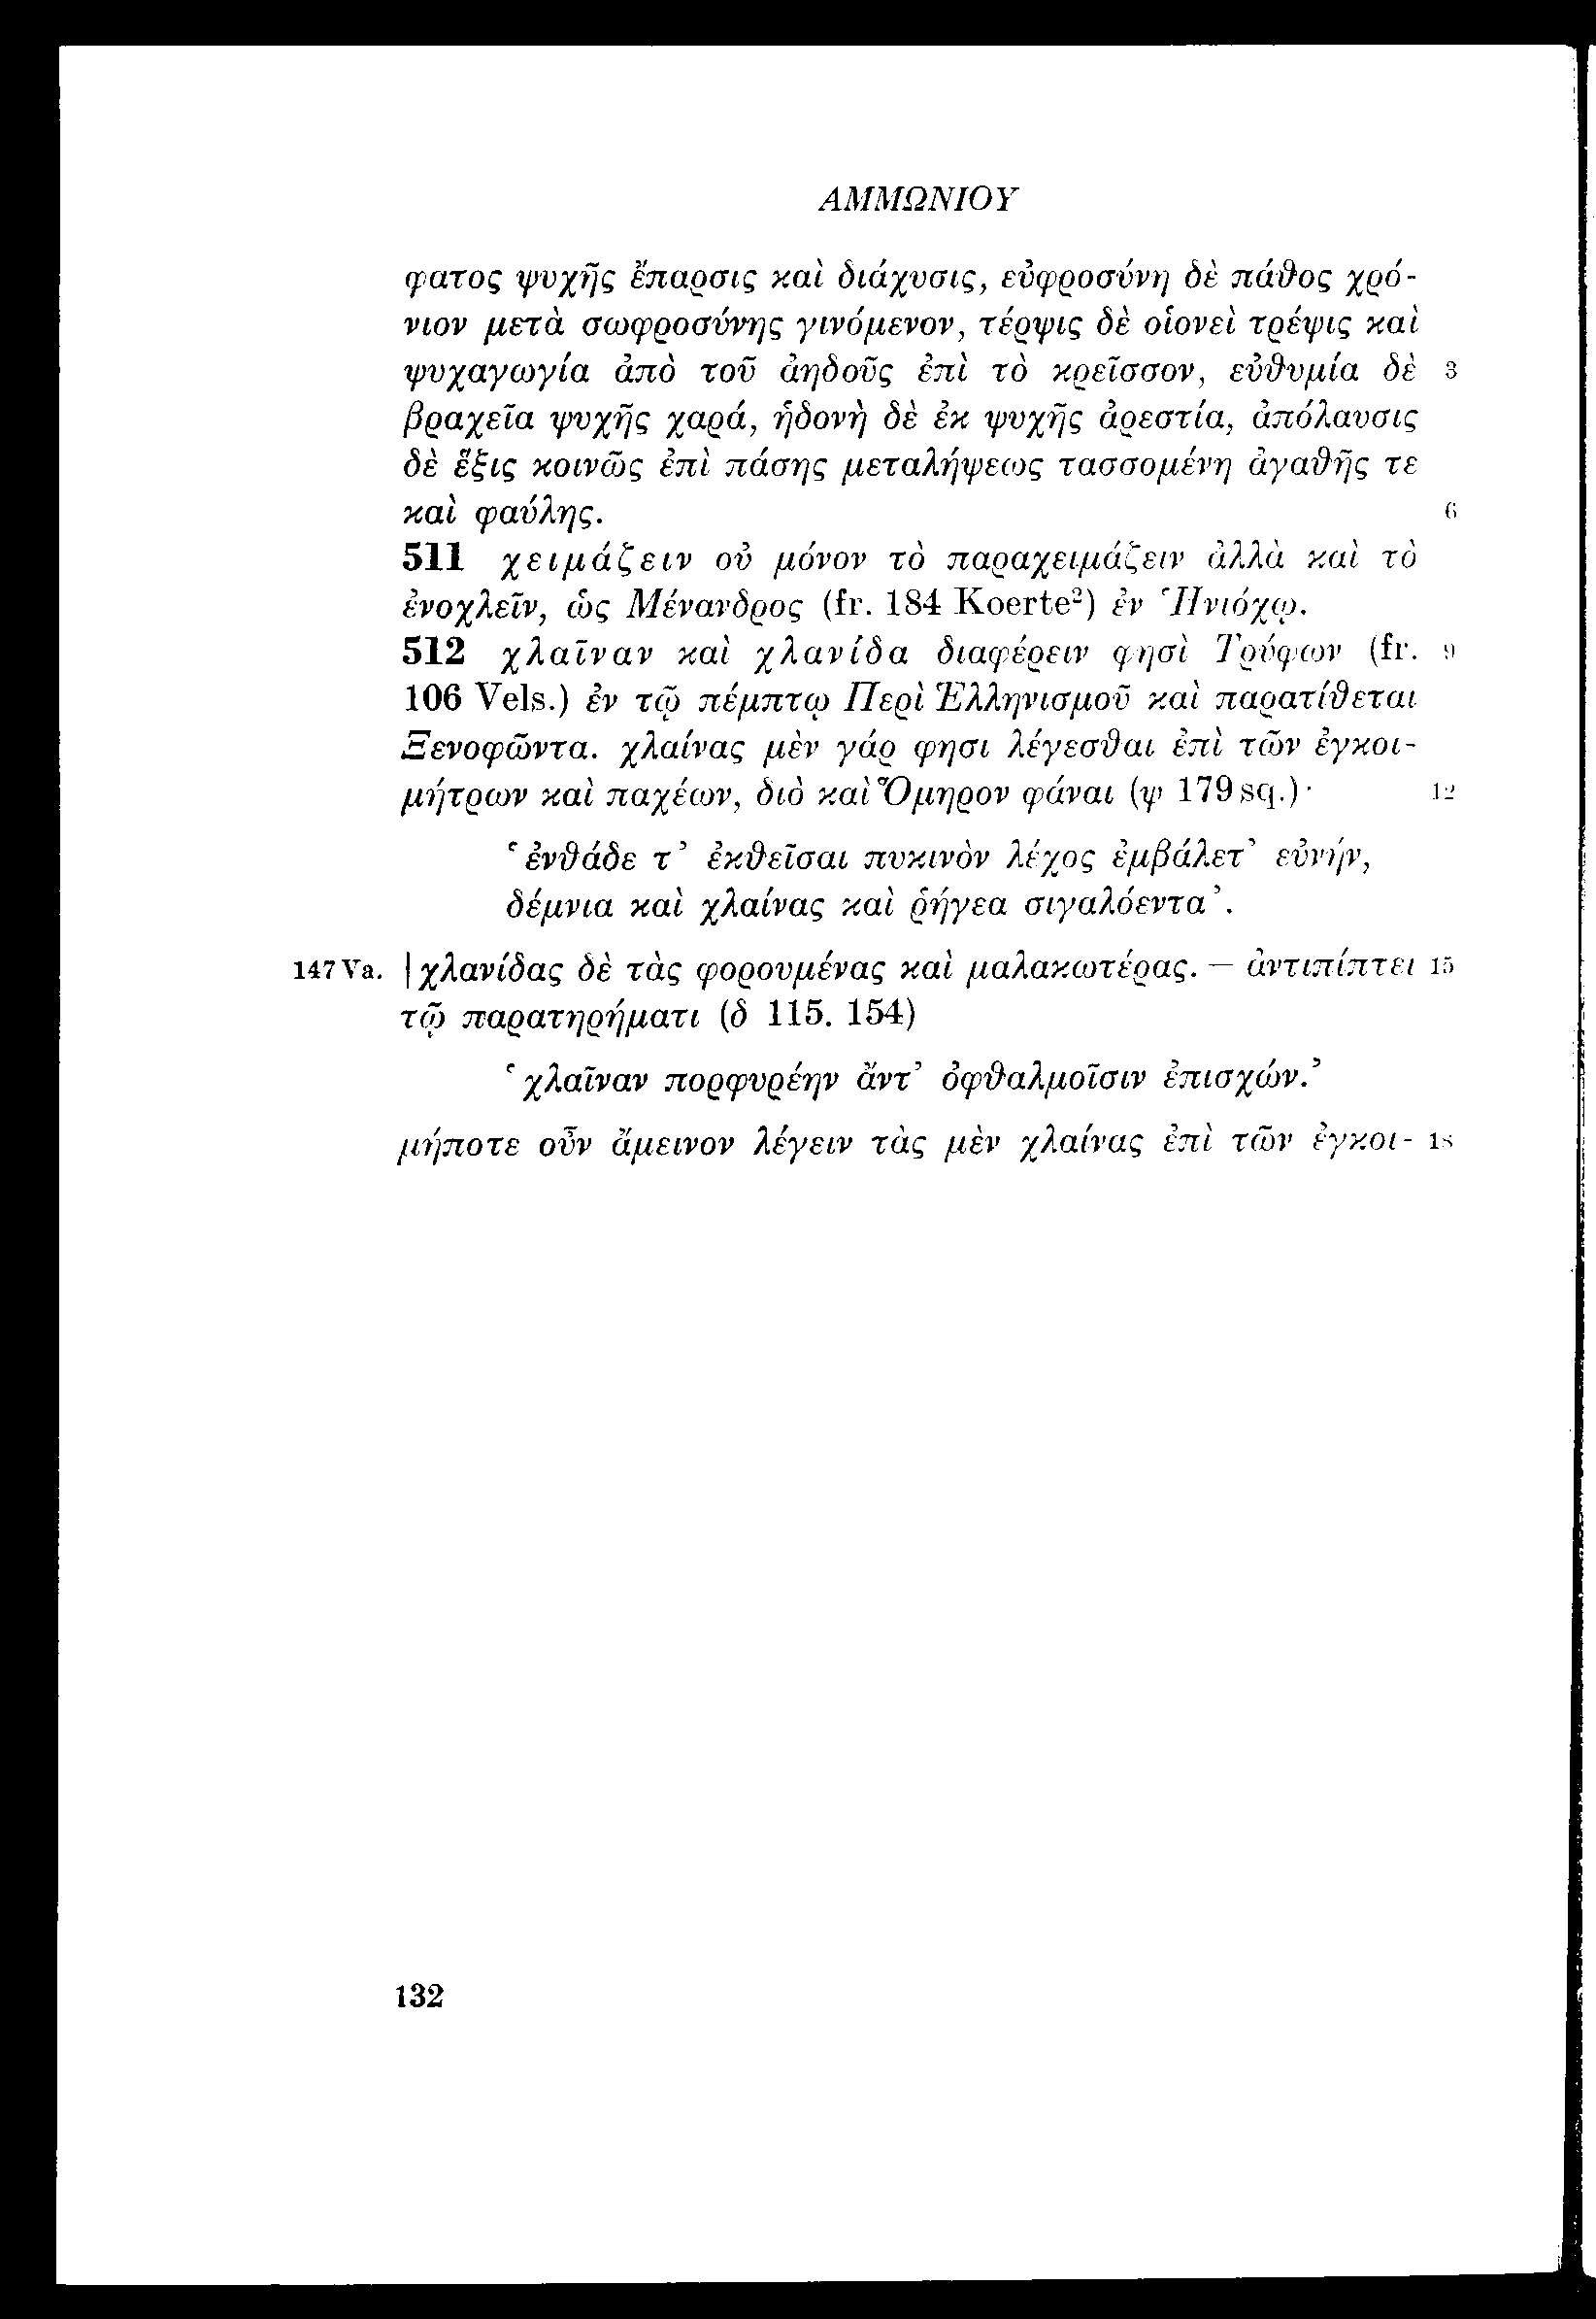 ΑΜΜΩΝΙΟΥ
φατος ψυχῆς ἔπαρσις καὶ διάχυσις, εὐφροσύνη δὲ πάθος χρό-
νιον μετὰ σωφροσύνης γινόμενον, τέρψις δὲ οἱονεὶ τρέψις καὶ
ψυχαγωγία ἀπὸ τοῦ ἀηδοῦς ἐπὶ τὸ κρεῖσσον, εὐθυμία δὲ 3
βραχεῖα ψυχῆς χαρά, ἡδονὴ δὲ ἐκ ψυχῆς ἀρεστία, ἀπόλαυσις
δὲ ἕξις κοινῶς ἐπὶ πάσης μεταλήψεως τασσομένη ἀγαθῆς τε
καὶ φαύλης. 6
511 χειμάζειν οὐ μόνον τὸ παραχειμάζειν ἀλλὰ καὶ τὸ
ἐνοχλεῖν, ὡς Μένανδρος (fr. 184 Koerte²) ἐν Ἡνιόχῳ.
512 χλαῖναν καὶ χλανίδα διαφέρειν φησὶ Τρύφων (fr. 9
106 Vels.) ἐν τῷ πέμπτῳ Περὶ Ἑλληνισμοῦ καὶ παρατίθεται
Ξενοφῶντα. χλαίνας μὲν γάρ φησι λέγεσθαι ἐπὶ τῶν ἐγκοι-
μήτρων καὶ παχέων, διὸ καὶ Ὅμηρον φάναι (ψ 179 sq.)· 12
‘ἐνθάδε τ’ ἐκθεῖσαι πυκινὸν λέχος ἐμβάλετ’ εὐνήν,
δέμνια καὶ χλαίνας καὶ ῥήγεα σιγαλόεντα’.
147 Va. | χλανίδας δὲ τὰς φορουμένας καὶ μαλακωτέρας. — ἀντιπίπτει 15
τῷ παρατηρήματι (δ 115. 154)
‘χλαῖναν πορφυρέην ἄντ’ ὀφθαλμοῖσιν ἐπισχών.’
μήποτε οὖν ἄμεινον λέγειν τὰς μὲν χλαίνας ἐπὶ τῶν ἐγκοι- 18
132